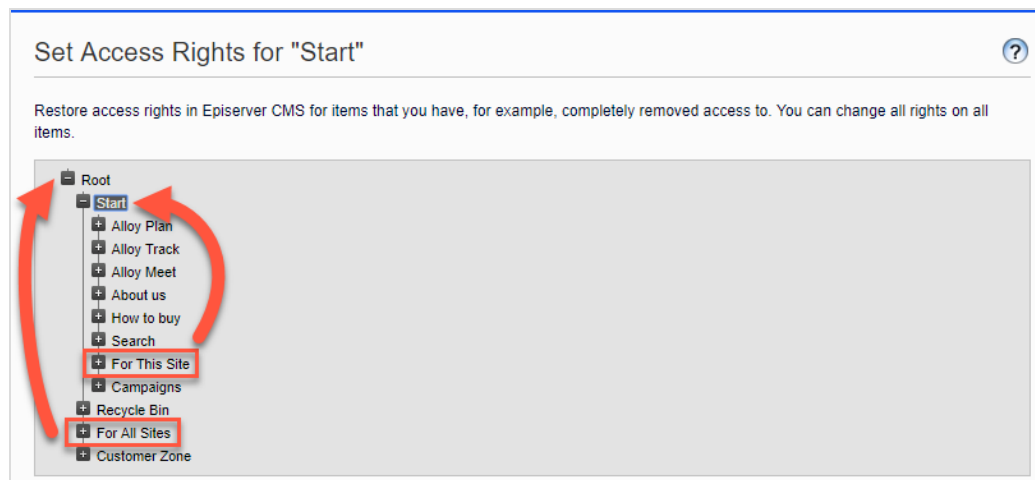 Set Access Rights for "Start"
?
Restore access rights in Episerver CMS for items that you have, for example, completely removed access to. You can change all rights on all
items.
Root
Start
Alloy Plan
Alloy Track
Alloy Meet
About us
How to buy
Search
For This Site
Campaigns
Recycle Bin
For All Sites
Customer Zone